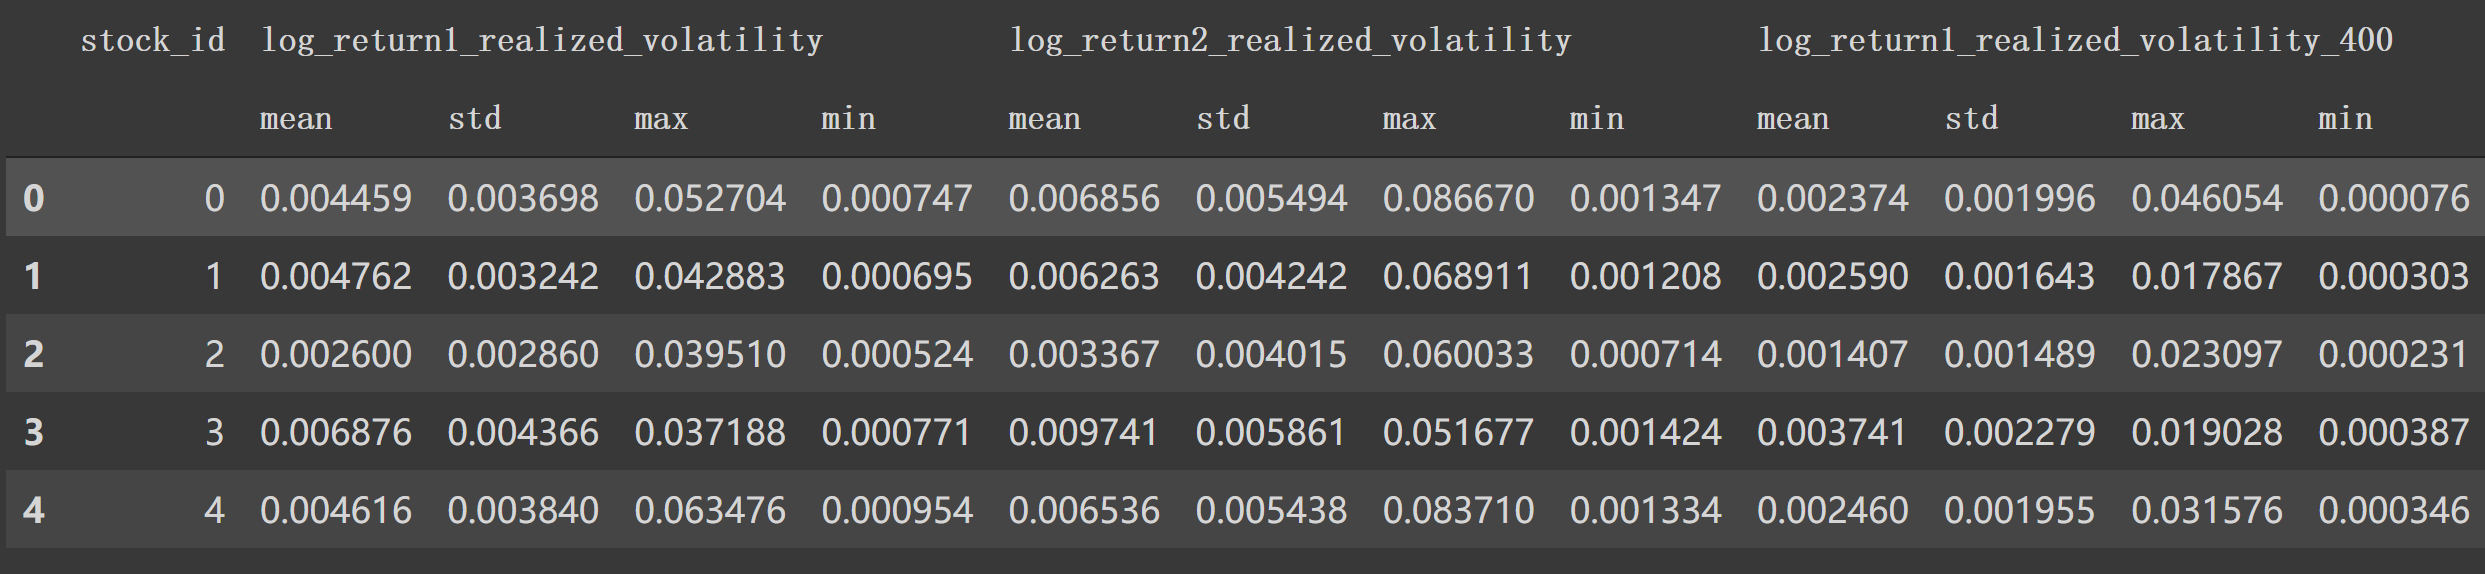 stock_id log_return1_realized_volatility log_return2_realized_volatility log_return1_realized_volatility_400
mean std max min mean std max min mean std max min
0 0 0.004459 0.003698 0.052704 0.000747 0.006856 0.005494 0.086670 0.001347 0.002374 0.001996 0.046054 0.000076
1 1 0.004762 0.003242 0.042883 0.000695 0.006263 0.004242 0.068911 0.001208 0.002590 0.001643 0.017867 0.000303
2 2 0.002600 0.002860 0.039510 0.000524 0.003367 0.004015 0.060033 0.000714 0.001407 0.001489 0.023097 0.000231
3 3 0.006876 0.004366 0.037188 0.000771 0.009741 0.005861 0.051677 0.001424 0.003741 0.002279 0.019028 0.000387
4 4 0.004616 0.003840 0.063476 0.000954 0.006536 0.005438 0.083710 0.001334 0.002460 0.001955 0.031576 0.000346